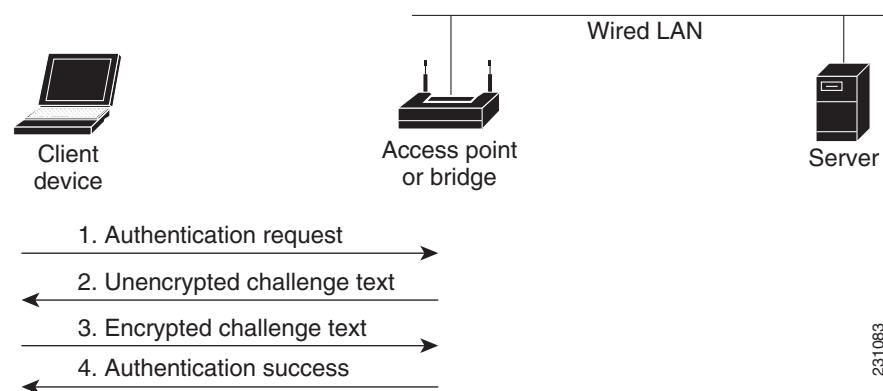 Wired LAN
Client
device
Access point
or bridge
Server
1. Authentication request
2. Unencrypted challenge text
3. Encrypted challenge text
4. Authentication success
231083